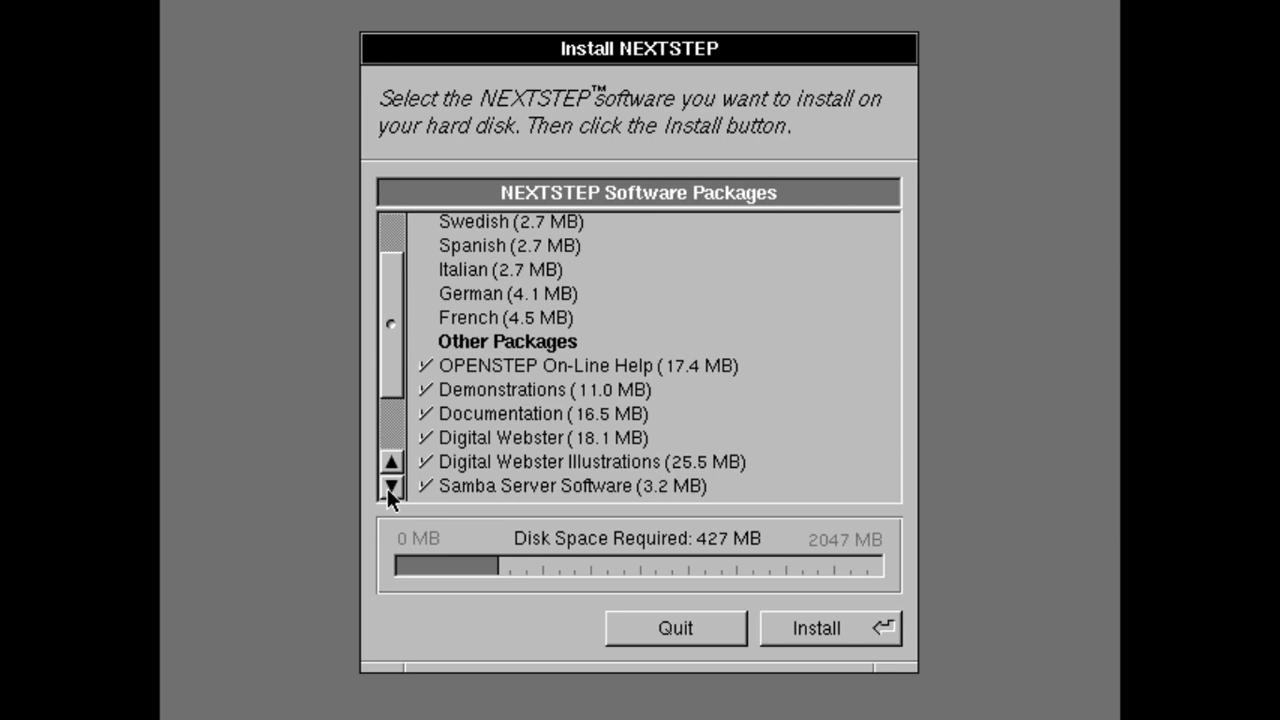 Install NEXTSTEP
Select the NEXTSTEP™software you want to install on
your hard disk. Then click the Install button.
NEXTSTEP Software Packages
Swedish (2.7 MB)
Spanish (2.7 MB)
Italian (2.7 MB)
German (4.1 MB)
French (4.5 MB)
Other Packages
OPENSTEP On-Line Help (17.4 MB)
Demonstrations (11.0 MB)
Documentation (16.5 MB)
Digital Webster (18.1 MB)
Digital Webster Illustrations (25.5 MB)
Samba Server Software (3.2 MB)
0 MB Disk Space Required: 427 MB 2047 MB
Quit Install